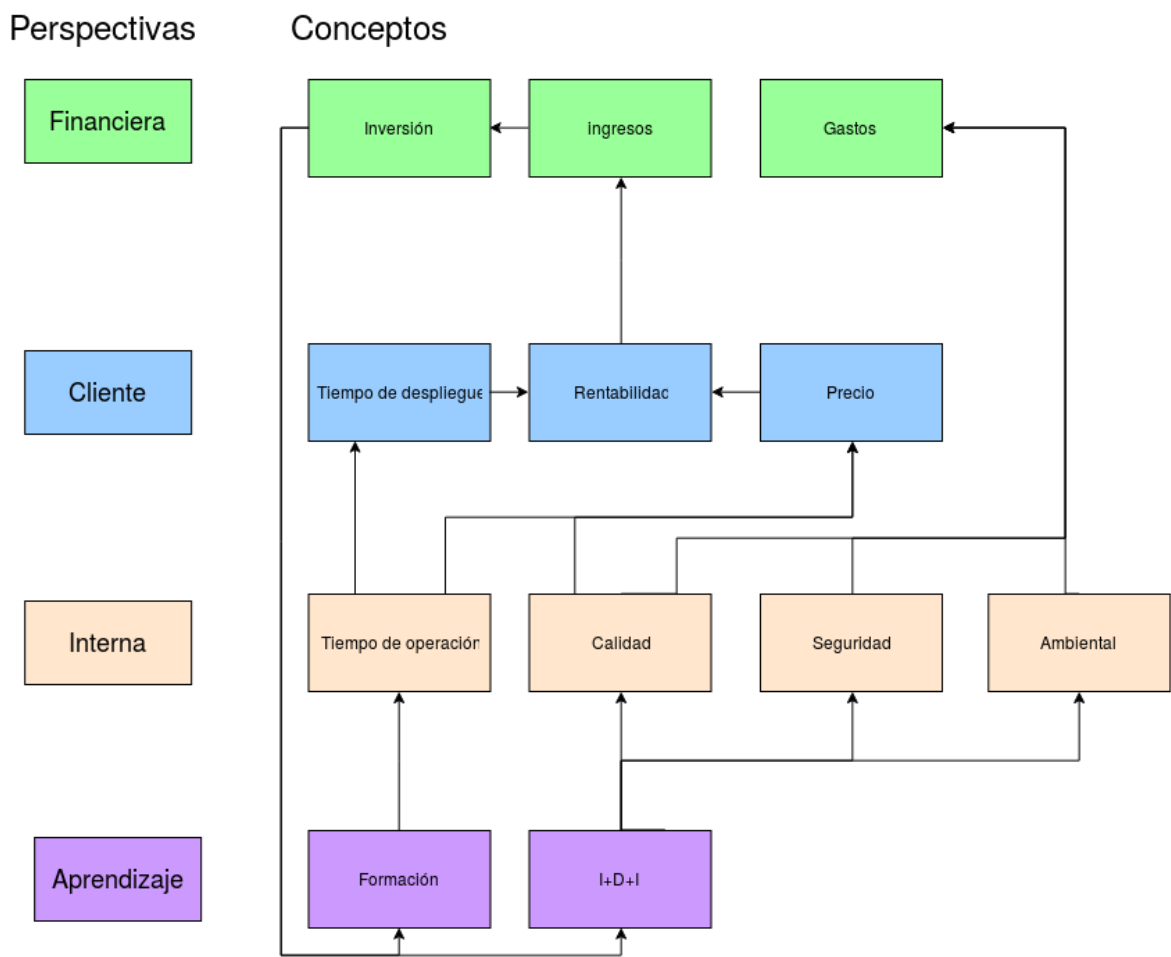 Perspectivas
Conceptos
Financiera
Inversión
ingresos
Gastos
Cliente
Tiempo de despliegue
Rentabilidad
Precio
Interna
Tiempo de operación
Calidad
Seguridad
Ambiental
Aprendizaje
Formación
I+D+I